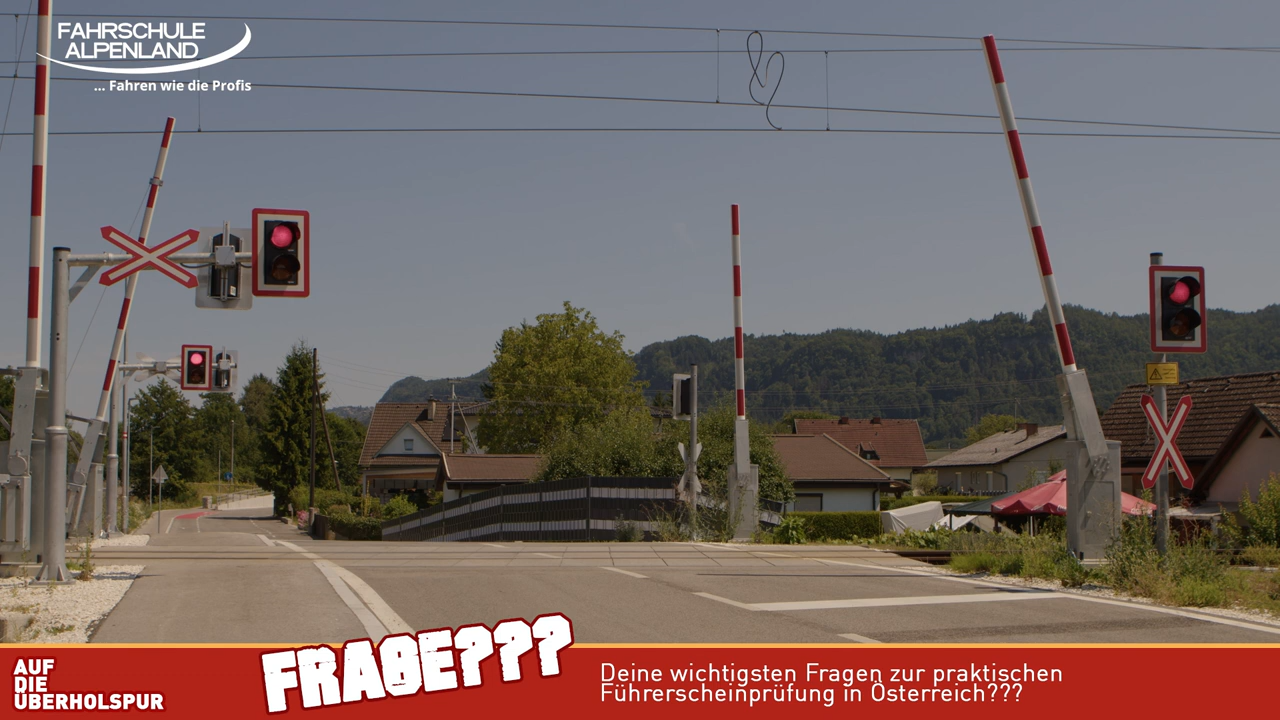 FAHRSCHULE
ALPENLAND
... Fahren wie die Profis
AUF
DIE
ÜBERHOLSPUR
FRAGE???
Deine wichtigsten Fragen zur praktischen
Führerscheinprüfung in Österreich???